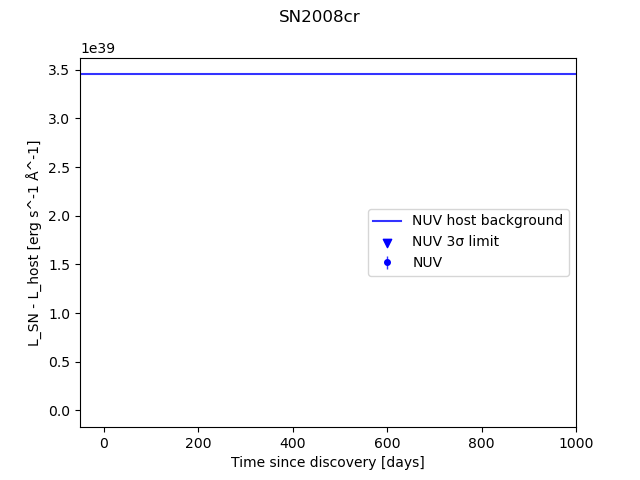 SN2008cr
1e39
3.5
3.0
2.5
2.0
1.5
1.0
0.5
0.0
L_SN - L_host [erg s^-1 Å^-1]
NUV host background
NUV 3σ limit
NUV
0 200 400 600 800 1000
Time since discovery [days]